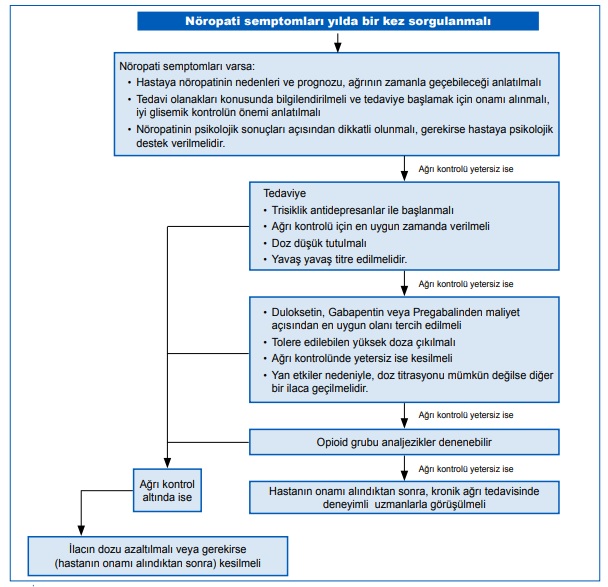 Nöropati semptomları yılda bir kez sorgulanmalı
Nöropati semptomları varsa:
• Hastaya nöropatinin nedenleri ve prognozu, ağrının zamanla geçebileceği anlatılmalı
• Tedavi olanakları konusunda bilgilendirilmeli ve tedaviye başlamak için onamı alınmalı,
iyi glisemik kontrolün önemi anlatılmalı
• Nöropatinin psikolojik sonuçları açısından dikkatli olunmalı, gerekirse hastaya psikolojik
destek verilmelidir.
Ağrı kontrolü yetersiz ise
Tedaviye
• Trisiklik antidepresanlar ile başlanmalı
• Ağrı kontrolü için en uygun zamanda verilmeli
• Doz düşük tutulmalı
• Yavaş yavaş titre edilmelidir.
Ağrı kontrolü yetersiz ise
• Duloksetin, Gabapentin veya Pregabalinden maliyet
açısından en uygun olanı tercih edilmeli
• Tolere edilebilen yüksek doza çıkılmalı
• Ağrı kontrolünde yetersiz ise kesilmeli
• Yan etkiler nedeniyle, doz titrasyonu mümkün değilse diğer
bir ilaca geçilmelidir.
Ağrı kontrolü yetersiz ise
Opioid grubu analjezikler denenebilir
Ağrı kontrolü yetersiz ise
Hastanın onamı alındıktan sonra, kronik ağrı tedavisinde
deneyimli uzmanlarla görüşülmeli
Ağrı kontrol
altında ise
İlacın dozu azaltılmalı veya gerekirse
(hastanın onamı alındıktan sonra) kesilmeli